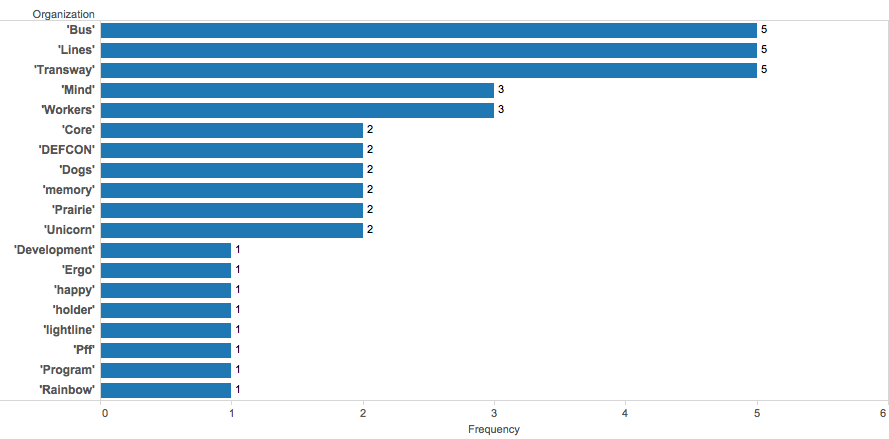 Organization
'Bus' 5
'Lines' 5
'Transway' 5
'Mind' 3
'Workers' 3
'Core' 2
'DEFCON' 2
'Dogs' 2
'memory' 2
'Prairie' 2
'Unicorn' 2
'Development' 1
'Ergo' 1
'happy' 1
'holder' 1
'lightline' 1
'Pff' 1
'Program' 1
'Rainbow' 1
0 1 2 3 4 5 6
Frequency